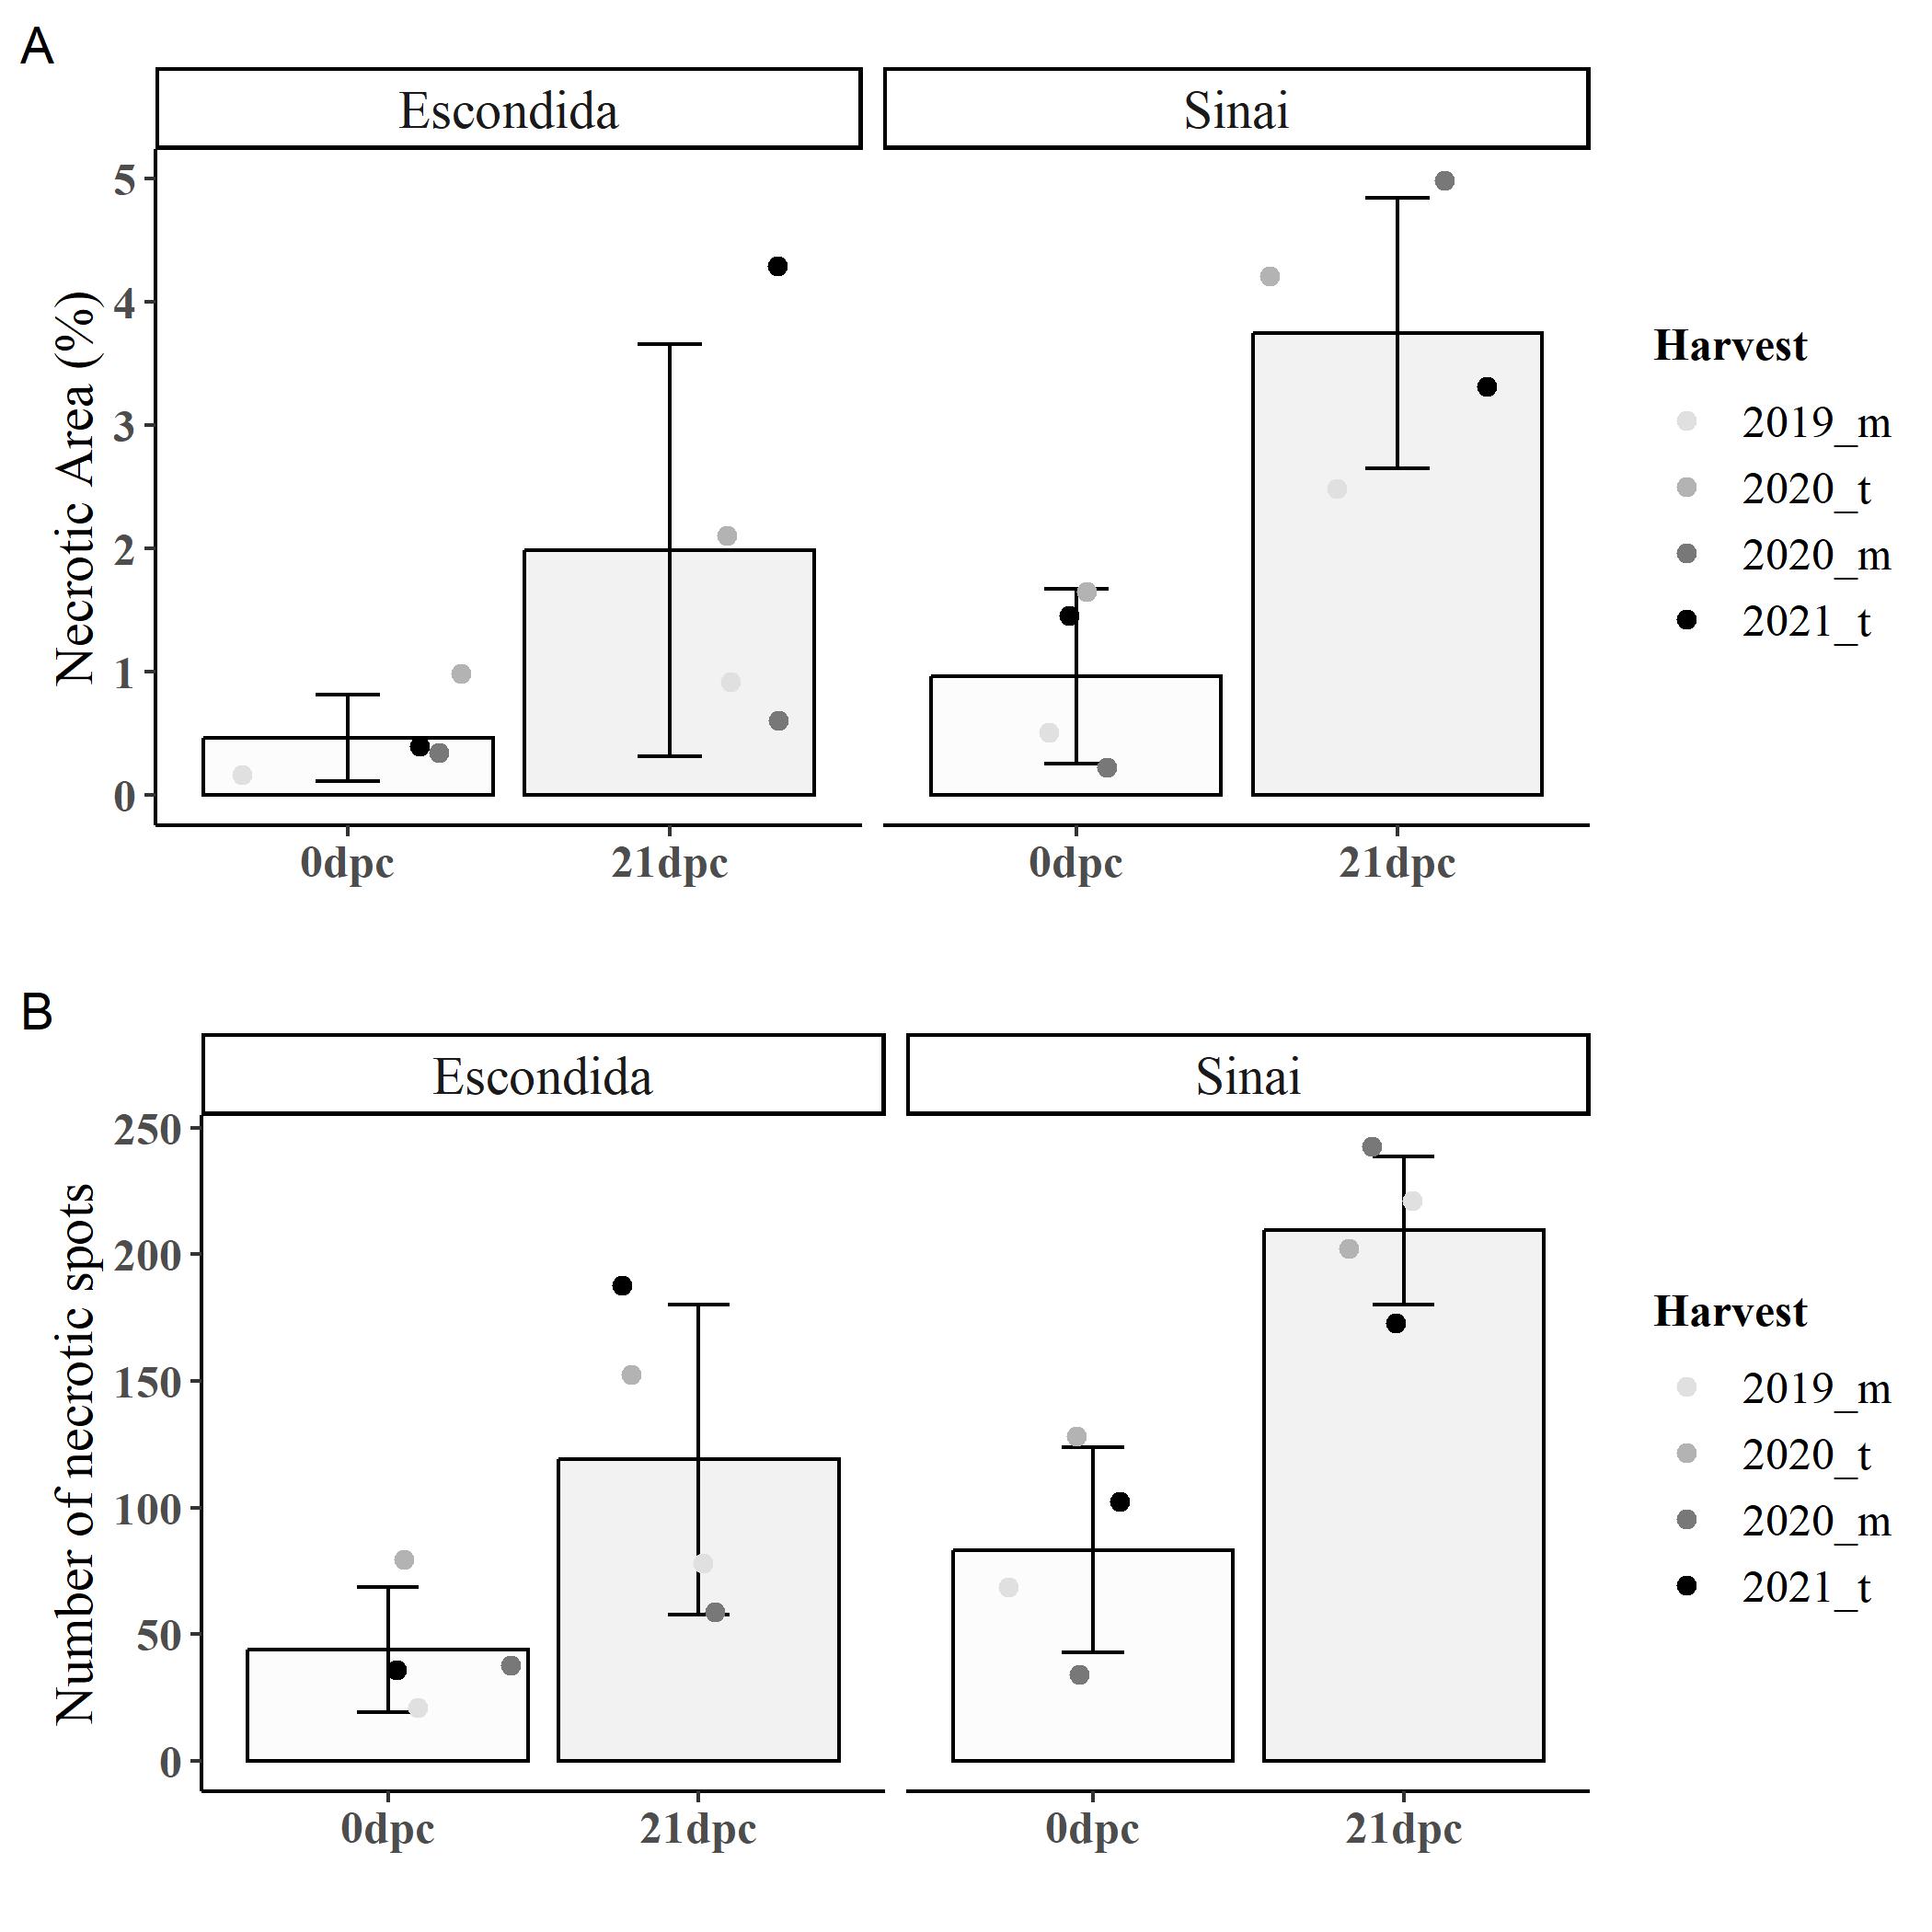 A
Escondida
Sinai
Necrotic Area (%)
5
4
3
2
1
0
0dpc
21dpc
0dpc
21dpc
Harvest
2019_m
2020_t
2020_m
2021_t
B
Escondida
Sinai
Number of necrotic spots
250
200
150
100
50
0
0dpc
21dpc
0dpc
21dpc
Harvest
2019_m
2020_t
2020_m
2021_t